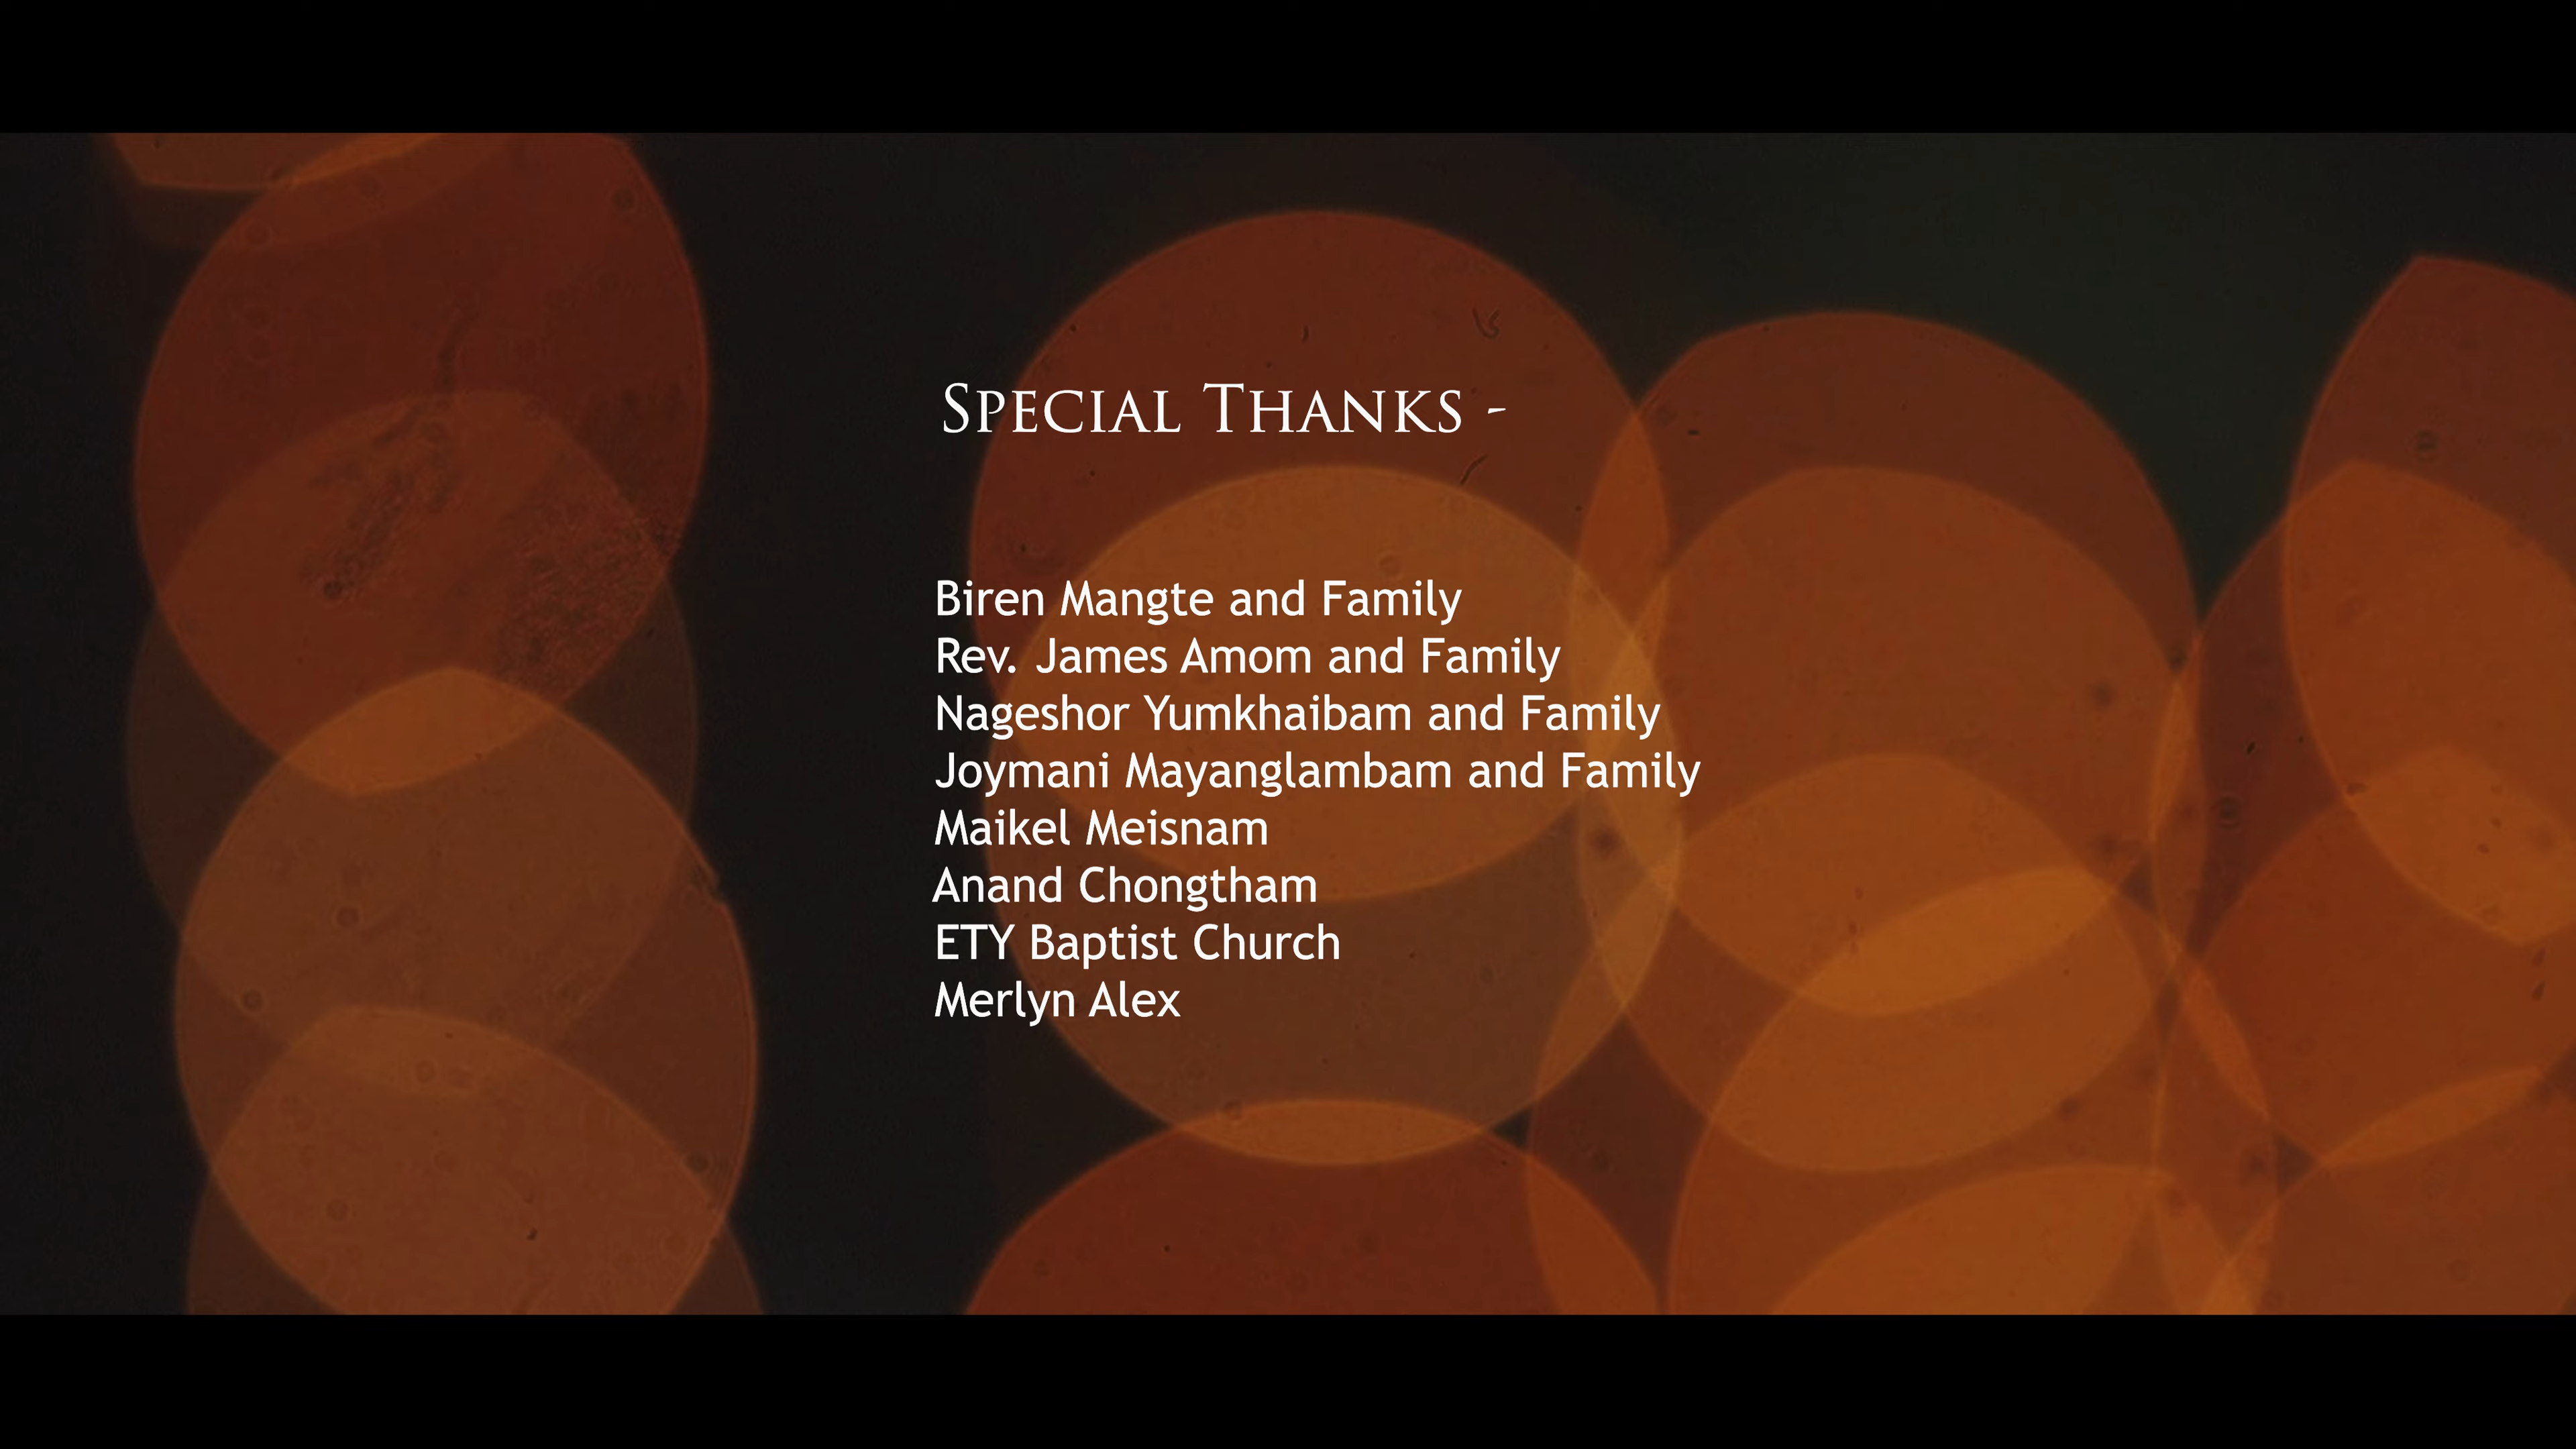 Special Thanks -
Biren Mangte and Family
Rev. James Amom and Family
Nageshor Yumkhaibam and Family
Joymani Mayanglambam and Family
Maikel Meisnam
Anand Chongtham
ETY Baptist Church
Merlyn Alex